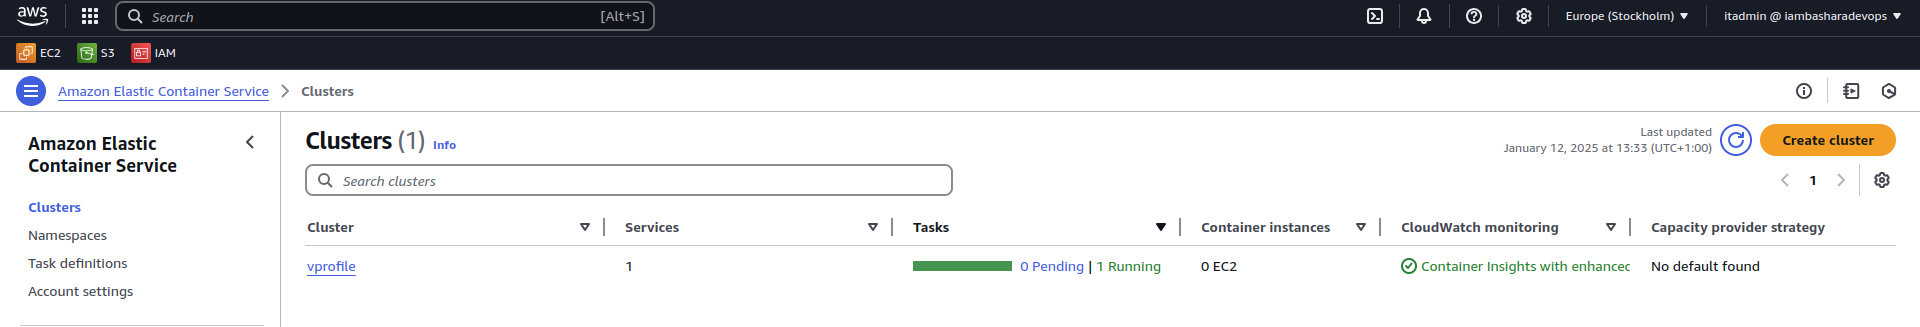 aws Search [Alt+S] Europe (Stockholm) itadmin @ iambasharadevops
EC2 S3 IAM
Amazon Elastic Container Service Clusters
Amazon Elastic
Container Service
Clusters
Namespaces
Task definitions
Account settings
Clusters (1) Info
Last updated
January 12, 2025 at 13:33 (UTC+1:00)
Create cluster
Search clusters
1
Cluster Services Tasks Container instances CloudWatch monitoring Capacity provider strategy
vprofile 1 0 Pending | 1 Running 0 EC2 Container Insights with enhanced No default found